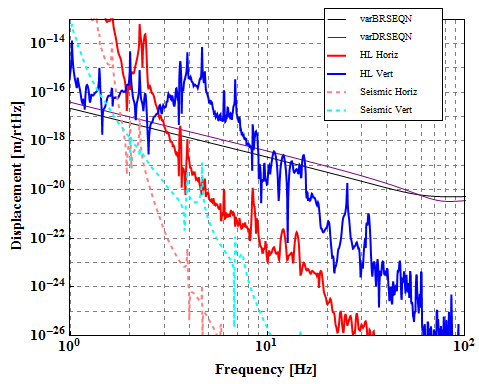 varBRSEQN
varDRSEQN
HL Horiz
HL Vert
Seismic Horiz
Seismic Vert
Displacement [m/rtHz]
10-14
10-16
10-18
10-20
10-22
10-24
10-26
100
101
102
Frequency [Hz]